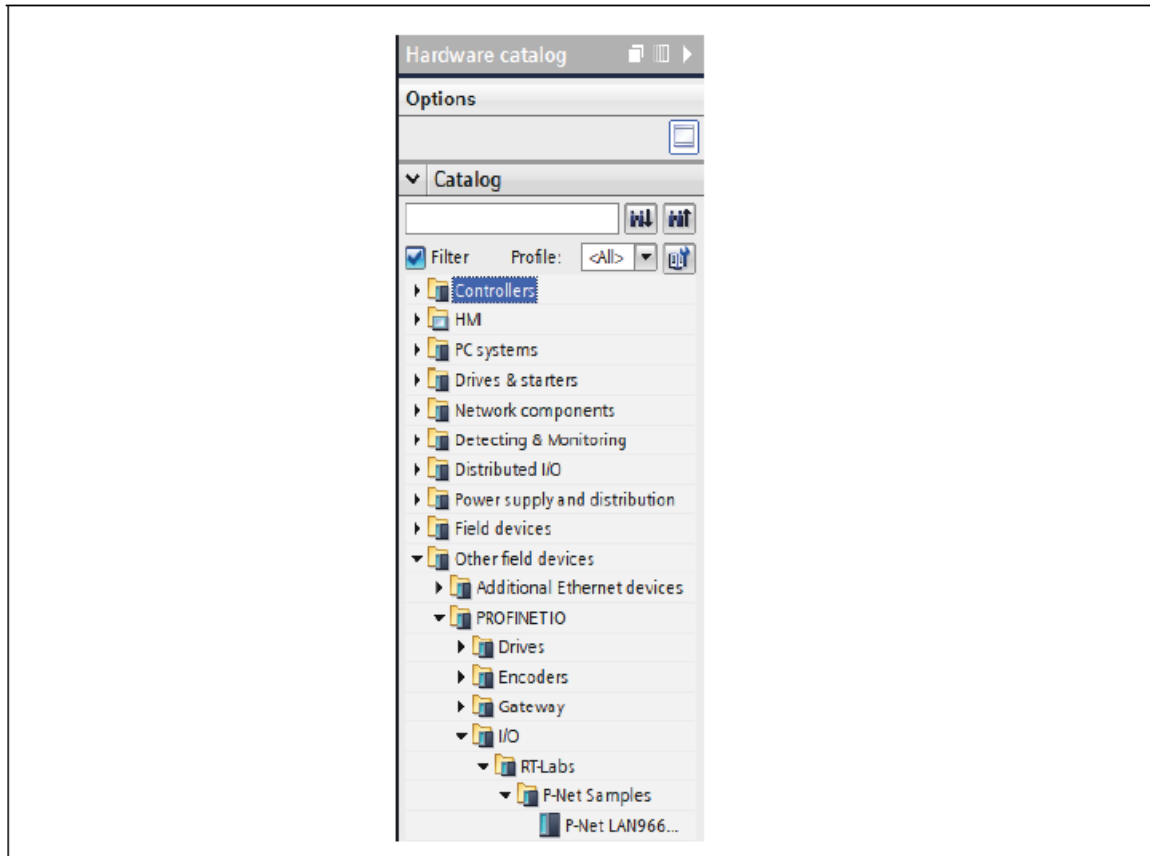 Hardware catalog
Options
Catalog
Filter Profile: <All>
Controllers
HMI
PC systems
Drives & starters
Network components
Detecting & Monitoring
Distributed I/O
Power supply and distribution
Field devices
Other field devices
Additional Ethernet devices
PROFINET IO
Drives
Encoders
Gateway
I/O
RT-Labs
P-Net Samples
P-Net LAN966...